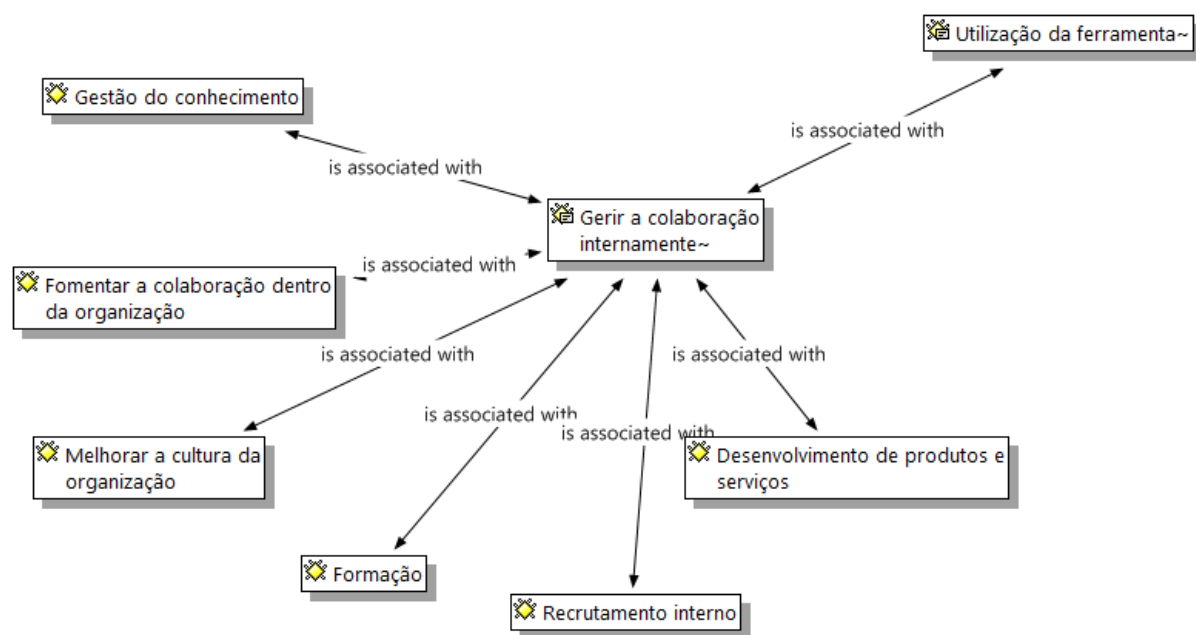 Utilização da ferramenta~
Gestão do conhecimento
is associated with
is associated with
Gerir a colaboração
internamente~
is associated with
Fomentar a colaboração dentro
da organização
is associated with
is associated with
is associated with
is associated with
Melhorar a cultura da
organização
Desenvolvimento de produtos e
serviços
Formação
Recrutamento interno